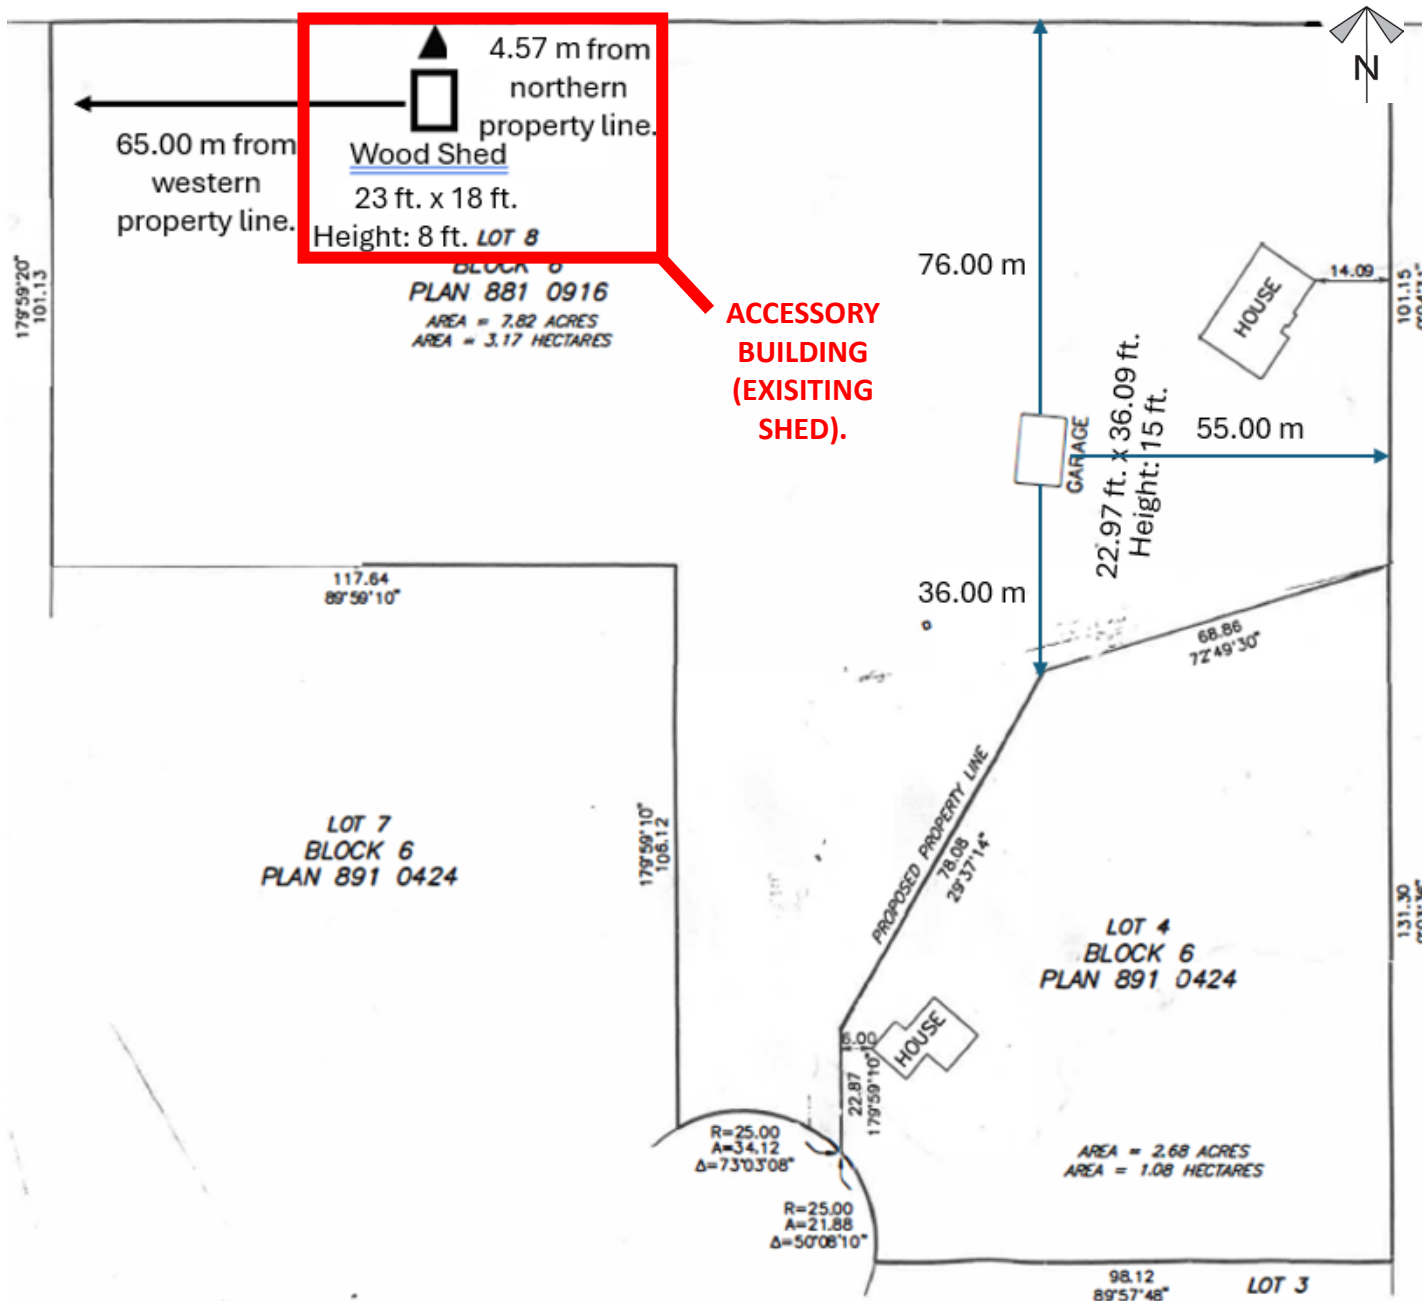 N
4.57 m from
northern
property line.
65.00 m from
western
property line.
Wood Shed
23 ft. x 18 ft.
Height: 8 ft.
LOT 8
BLOCK 6
PLAN 881 0916
AREA = 7.82 ACRES
AREA = 3.17 HECTARES
179°59'20"
101.13
ACCESSORY
BUILDING
(EXISITING
SHED).
76.00 m
HOUSE
14.09
101.15
GARAGE
22.97 ft. x 36.09 ft.
Height: 15 ft.
55.00 m
36.00 m
117.64
89°59'10"
68.86
72°49'30"
LOT 7
BLOCK 6
PLAN 891 0424
179°59'10"
106.12
PROPOSED PROPERTY LINE
78.08
29°37'14"
LOT 4
BLOCK 6
PLAN 891 0424
131.30
6.00
HOUSE
22.87
179°59'10"
R=25.00
A=34.12
Δ=73°03'08"
R=25.00
A=21.88
Δ=50°08'10"
AREA = 2.68 ACRES
AREA = 1.08 HECTARES
98.12
89°57'48"
LOT 3